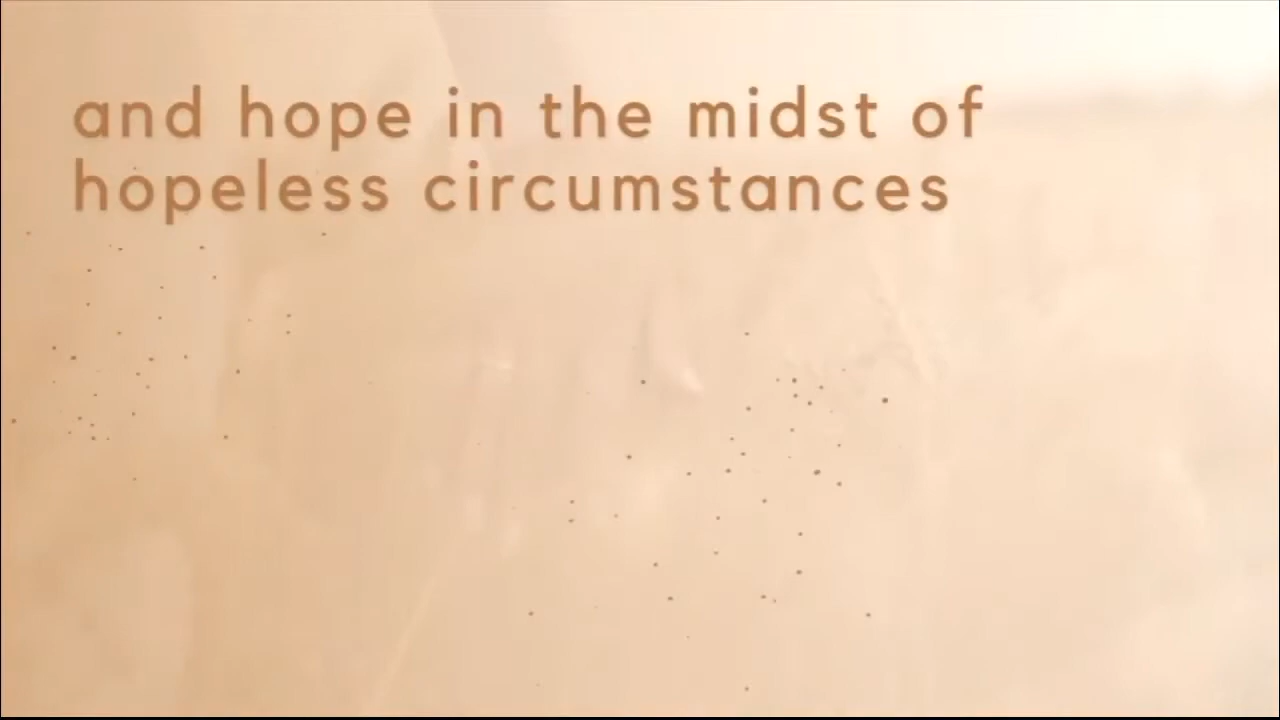 and hope in the midst of
hopeless circumstances